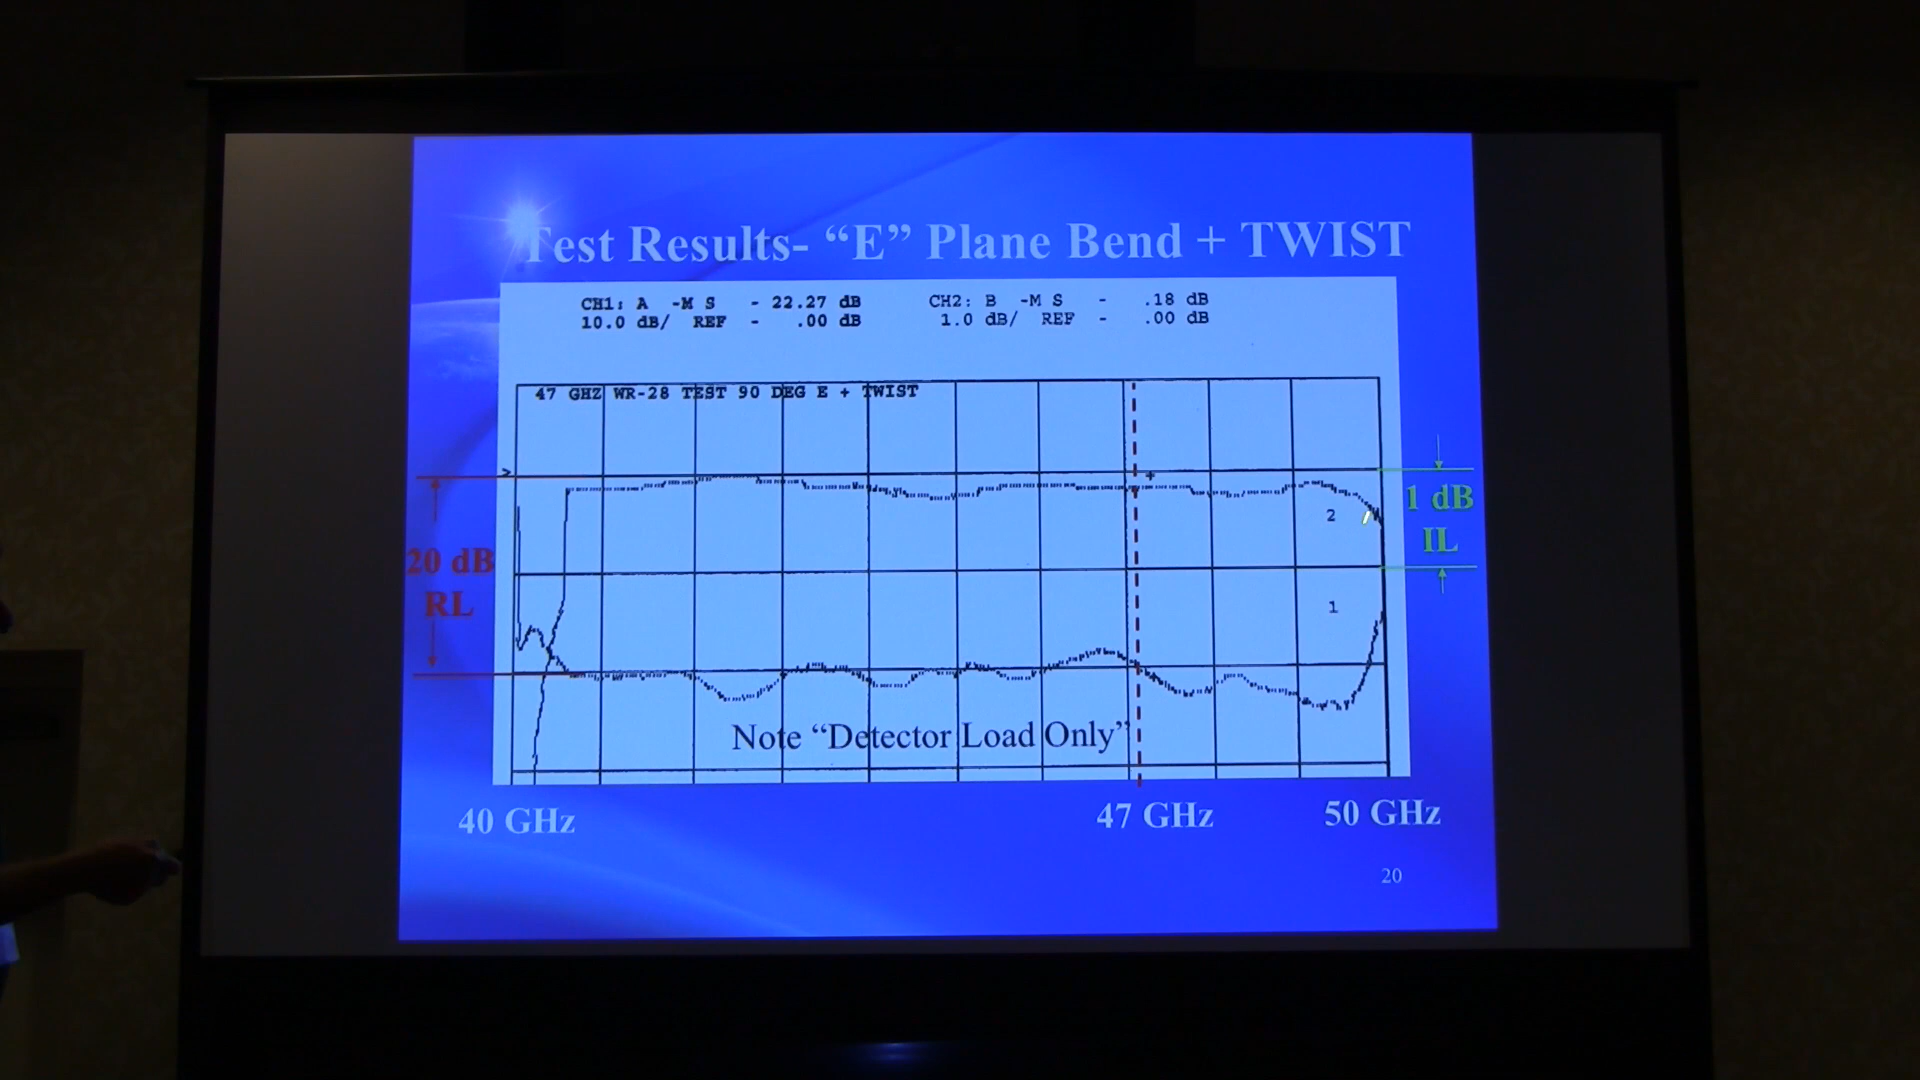 Test Results- “E” Plane Bend + TWIST
CH1: A -M S - 22.27 dB
10.0 dB/ REF - .00 dB
CH2: B -M S - .18 dB
1.0 dB/ REF - .00 dB
47 GHZ WR-28 TEST 90 DEG E + TWIST
>
+
2
1 dB
IL
20 dB
RL
1
Note “Detector Load Only”
40 GHz
47 GHz
50 GHz
20